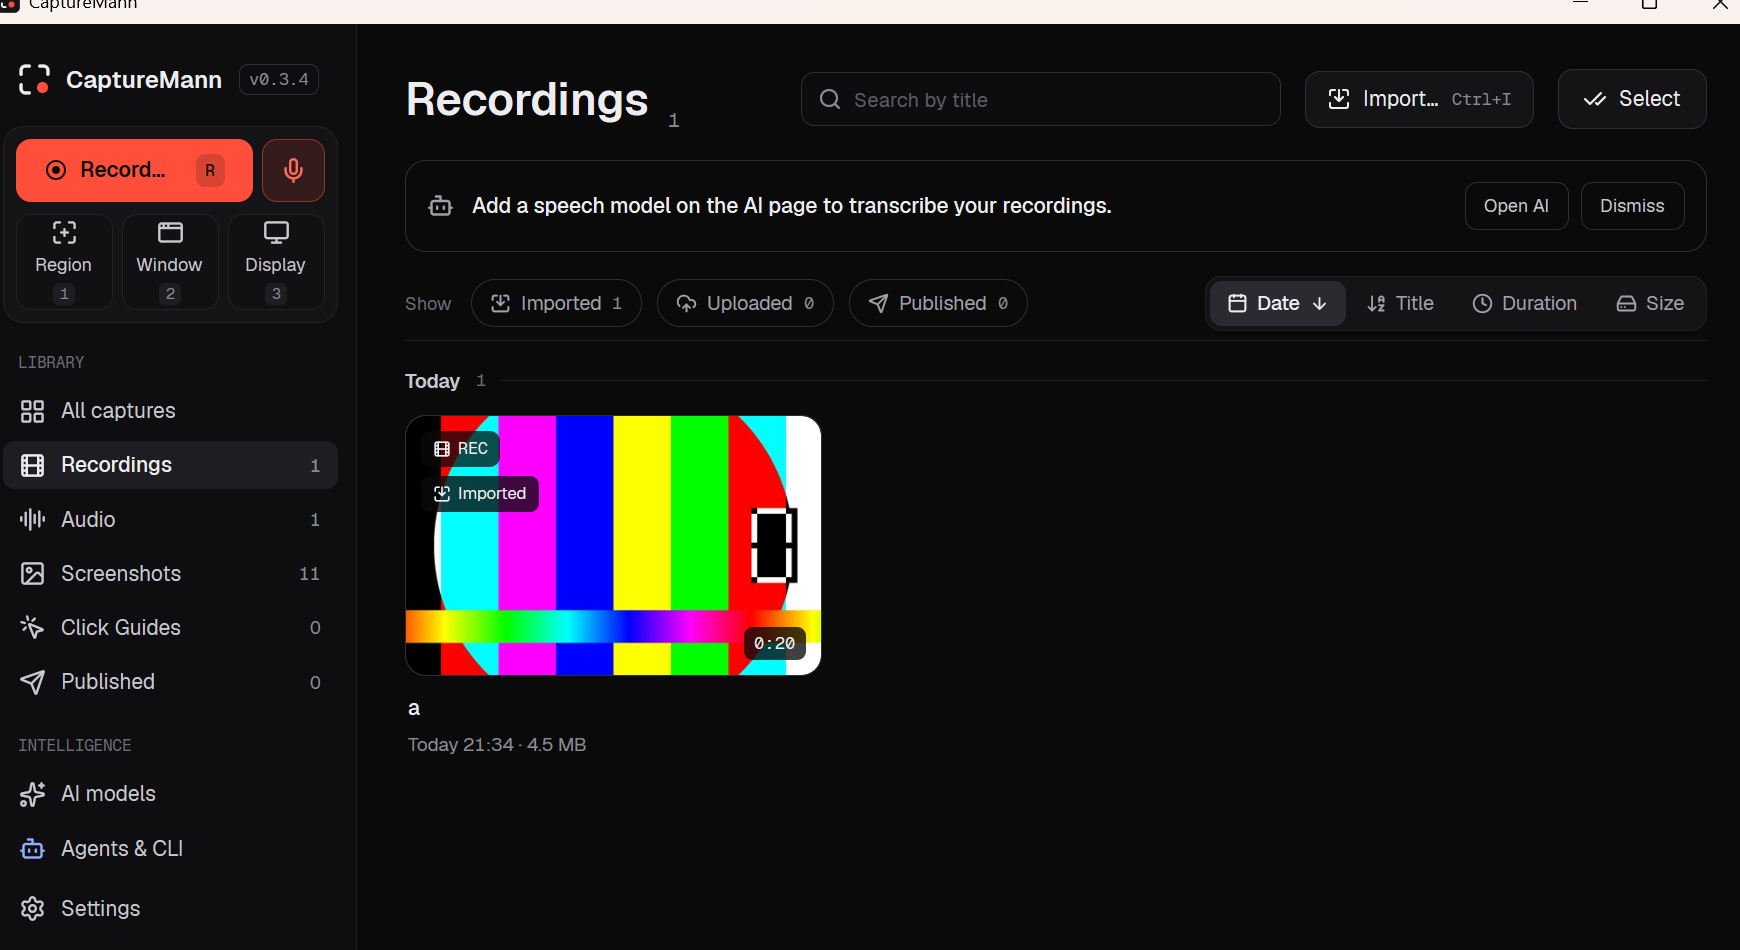 CaptureMann
CaptureMann v0.3.4
Record... R
Region Window Display
1 2 3
LIBRARY
All captures
Recordings 1
Audio 1
Screenshots 11
Click Guides 0
Published 0
INTELLIGENCE
AI models
Agents & CLI
Settings
Recordings 1
Search by title
Import... Ctrl+I
Select
Add a speech model on the AI page to transcribe your recordings.
Open AI Dismiss
Show Imported 1 Uploaded 0 Published 0
Date Title Duration Size
Today 1
REC
Imported
0:20
a
Today 21:34 · 4.5 MB